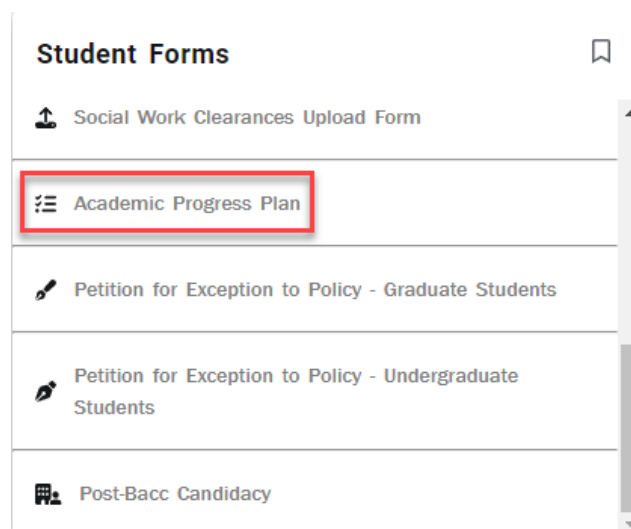 Student Forms
Social Work Clearances Upload Form
Academic Progress Plan
Petition for Exception to Policy - Graduate Students
Petition for Exception to Policy - Undergraduate
Students
Post-Bacc Candidacy